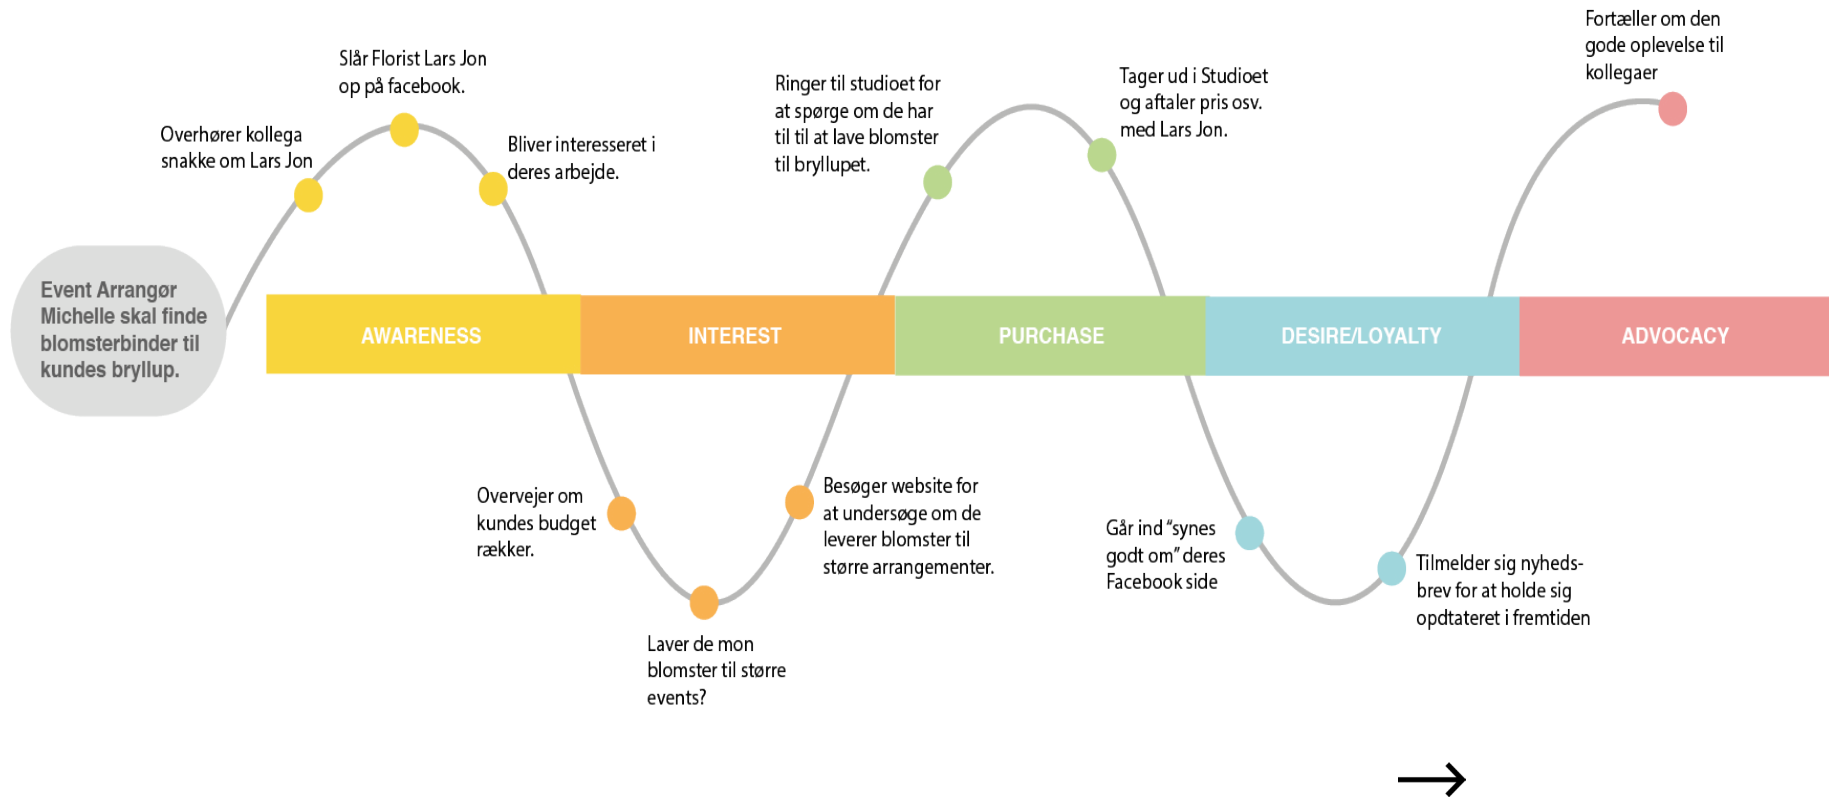 Event Arrangør
Michelle skal finde
blomsterbinder til
kundes bryllup.
Overhører kollega
snakke om Lars Jon
Slår Florist Lars Jon
op på facebook.
Bliver interesseret i
deres arbejde.
AWARENESS
Overvejer om
kundes budget
rækker.
Laver de mon
blomster til større
events?
Besøger website for
at undersøge om de
leverer blomster til
større arrangementer.
INTEREST
Ringer til studioet for
at spørge om de har
til til at lave blomster
til bryllupet.
Tager ud i Studioet
og aftaler pris osv.
med Lars Jon.
PURCHASE
Går ind “synes
godt om” deres
Facebook side
Tilmelder sig nyheds-
brev for at holde sig
opdtateret i fremtiden
DESIRE/LOYALTY
Fortæller om den
gode oplevelse til
kollegaer
ADVOCACY